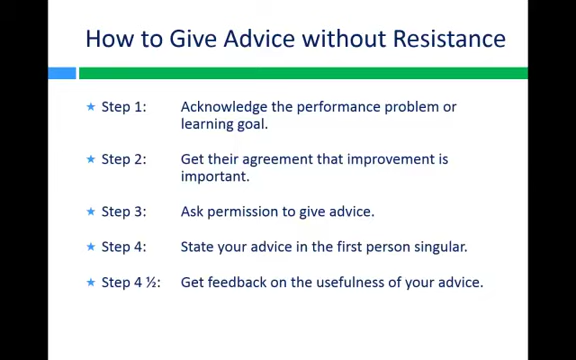 How to Give Advice without Resistance
Step 1: Acknowledge the performance problem or
learning goal.
Step 2: Get their agreement that improvement is
important.
Step 3: Ask permission to give advice.
Step 4: State your advice in the first person singular.
Step 4 ½: Get feedback on the usefulness of your advice.